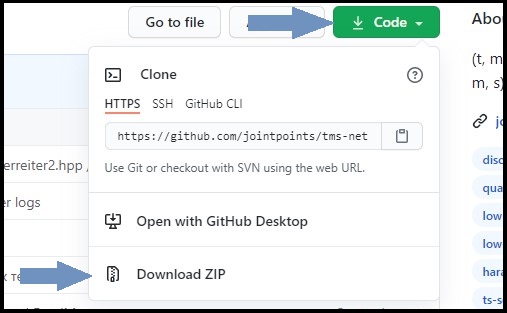 Go to file
Code
Abou
(t, m
m, s)
Clone
HTTPS SSH GitHub CLI
jo
https://github.com/jointpoints/tms-net
Use Git or checkout with SVN using the web URL.
erreiter2.hpp /
disc
qua
er logs
low
Open with GitHub Desktop
low
hara
Download ZIP
ts-s